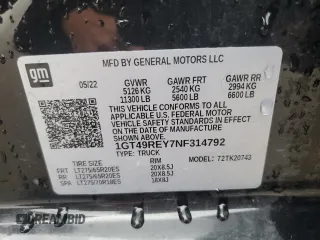 gm
MFD BY GENERAL MOTORS LLC
05/22 GVWR GAWR FRT GAWR RR
5126 KG 2540 KG 2994 KG
11300 LB 5600 LB 6600 LB
THIS VEHICLE CONFORMS TO ALL APPLICABLE U.S. FEDERAL
MOTOR VEHICLE SAFETY STANDARDS IN EFFECT ON THE
DATE OF MANUFACTURE SHOWN ABOVE.
1GT49REY7NF314792
TYPE: TRUCK
TIRE SIZE RIM
FRT LT275/65R20ES 20X8.5J
RR LT275/65R20ES 20X8.5J
SPA LT275/70R18ES 18X8J
MODEL: 72TK20743
BIDFAX